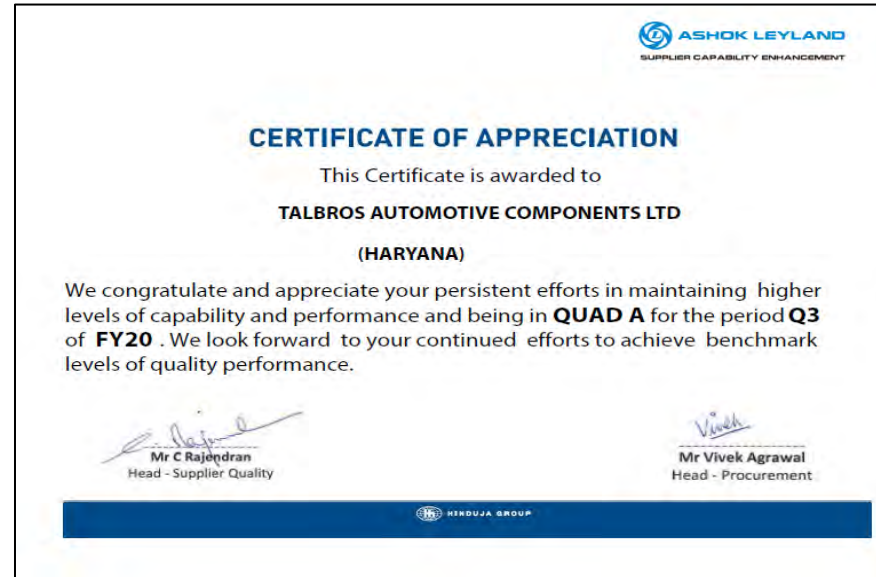 ASHOK LEYLAND
SUPPLIER CAPABILITY ENHANCEMENT
CERTIFICATE OF APPRECIATION
This Certificate is awarded to
TALBROS AUTOMOTIVE COMPONENTS LTD
(HARYANA)
We congratulate and appreciate your persistent efforts in maintaining higher
levels of capability and performance and being in QUAD A for the period Q3
of FY20 . We look forward to your continued efforts to achieve benchmark
levels of quality performance.
C. Rajend
Vivek
Mr C Rajendran
Mr Vivek Agrawal
Head - Supplier Quality
Head - Procurement
HINDUJA GROUP